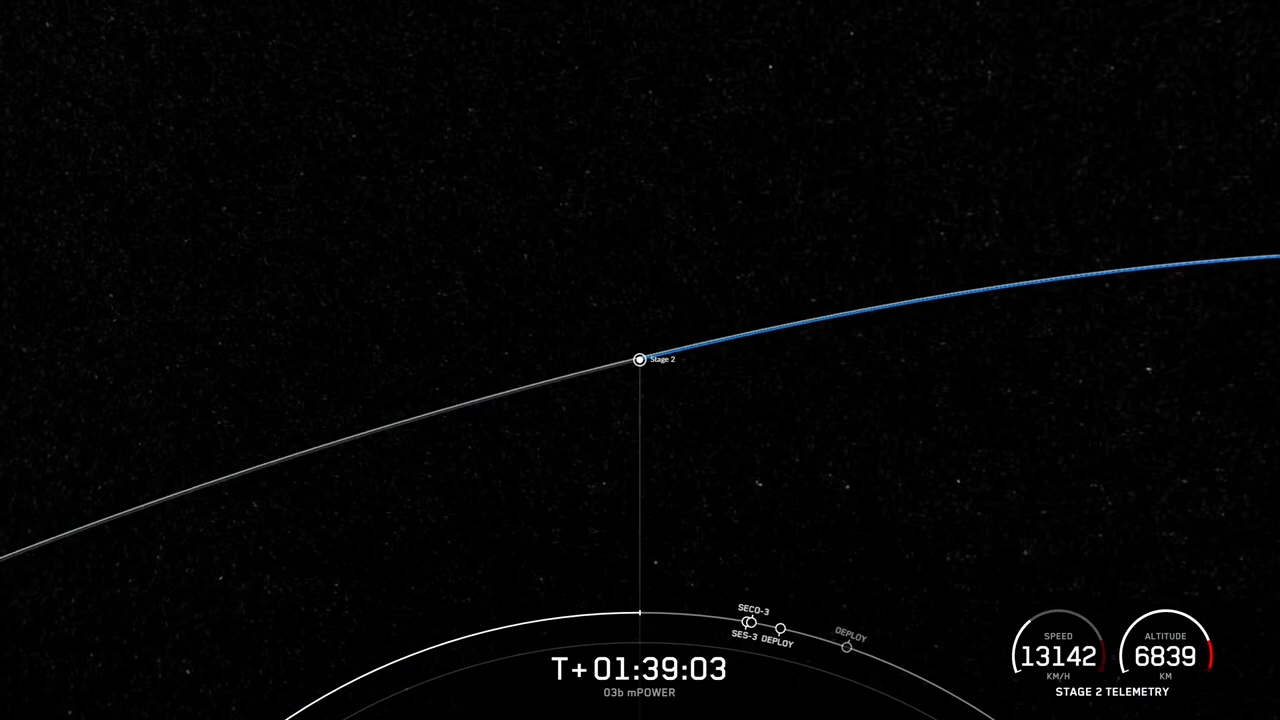 Stage 2
SECO-3
SES-3 DEPLOY
DEPLOY
T+ 01:39:03
03b mPOWER
SPEED
13142
KM/H
ALTITUDE
6839
KM
STAGE 2 TELEMETRY